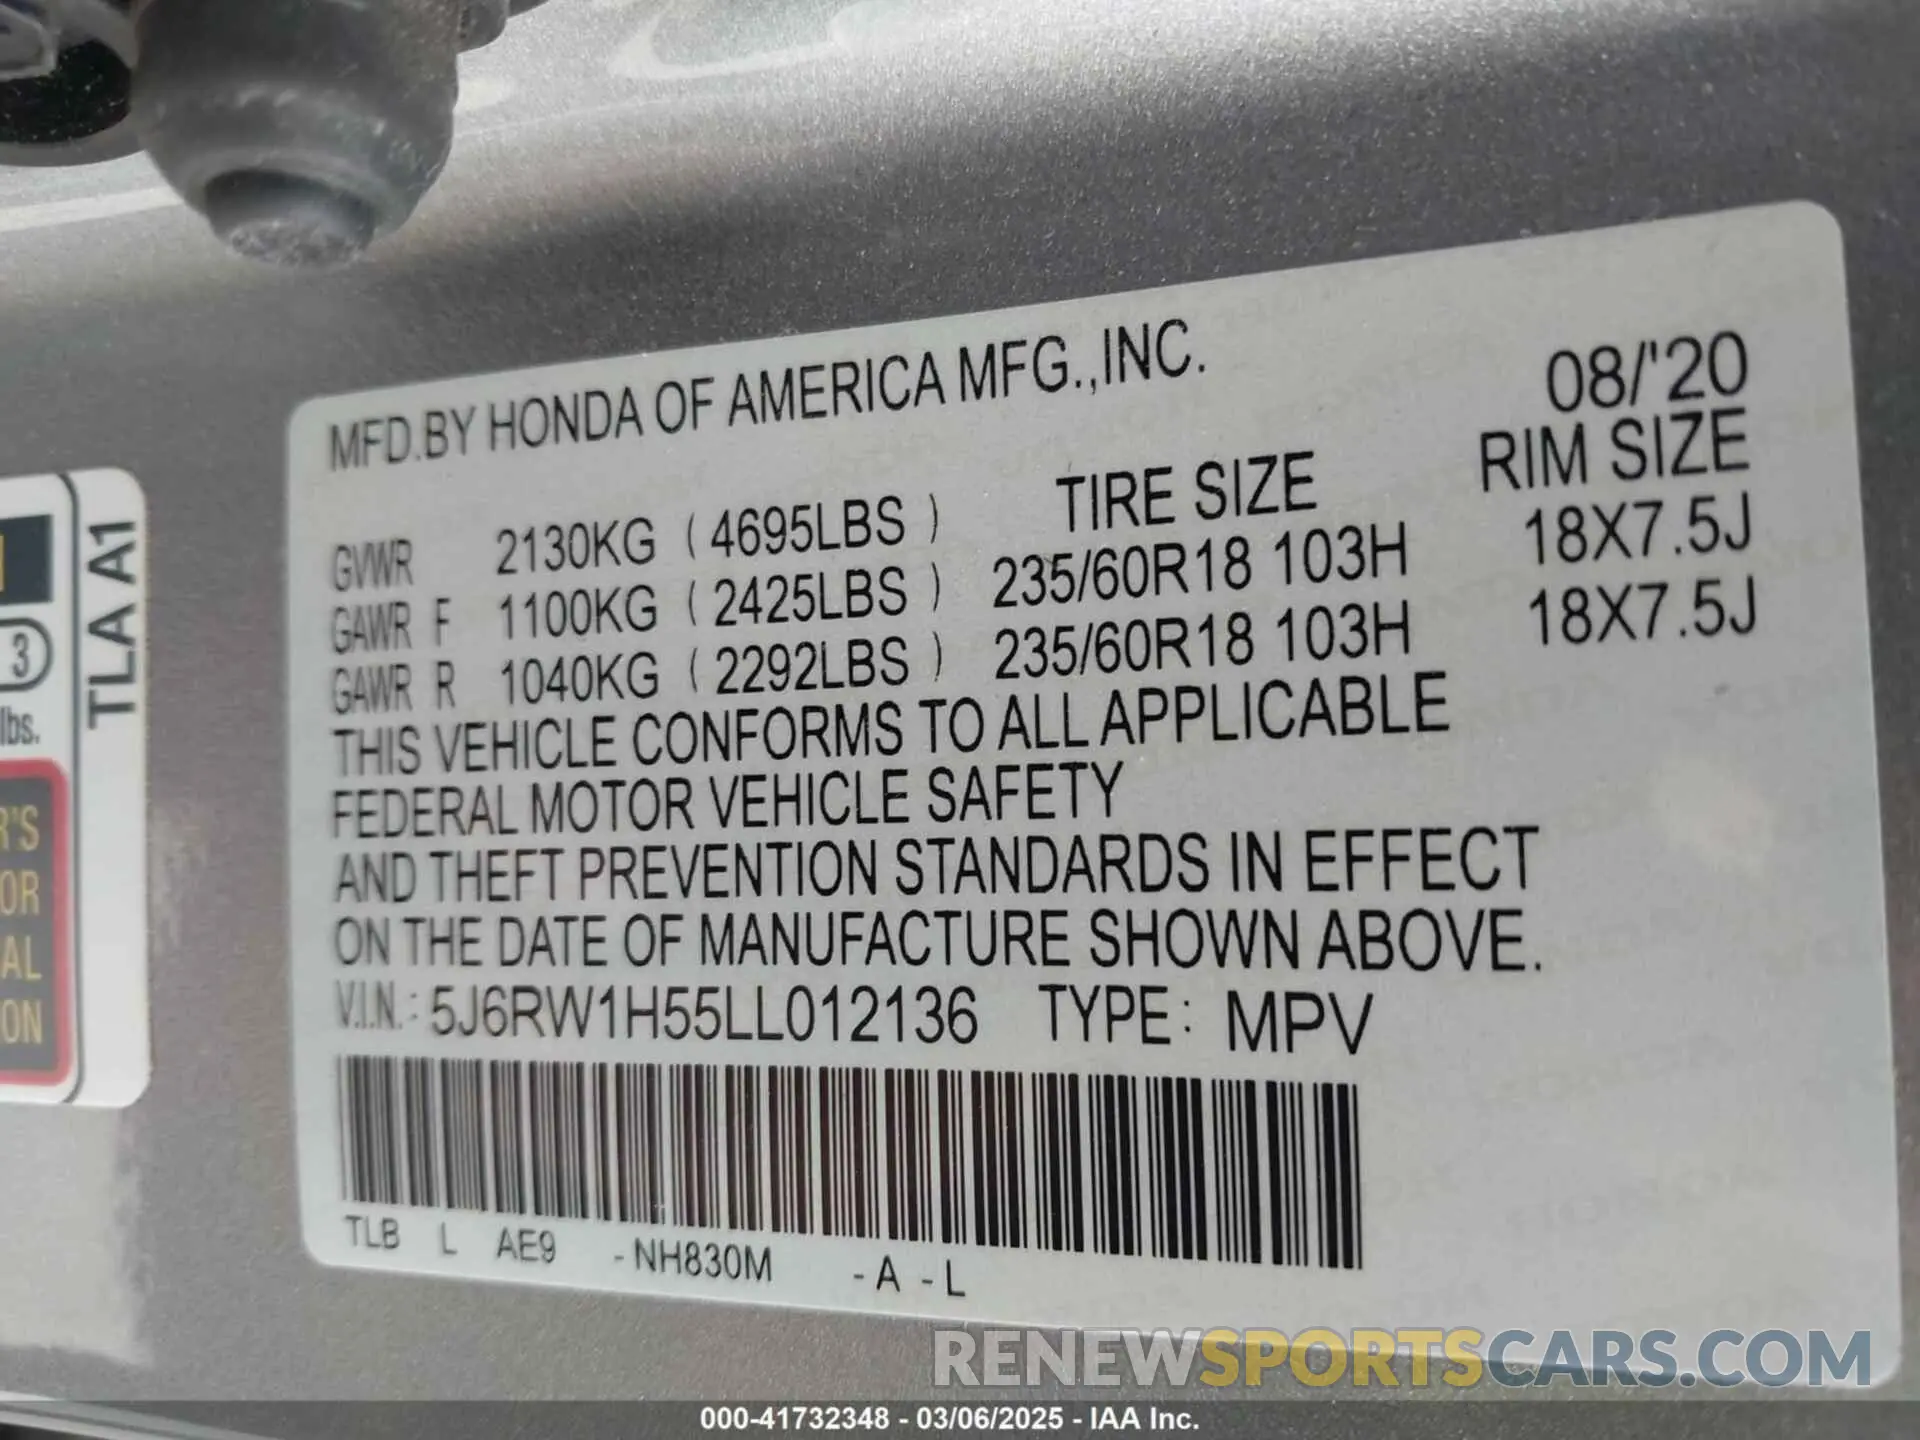 MFD.BY HONDA OF AMERICA MFG.,INC. 08/'20
TIRE SIZE RIM SIZE
GVWR 2130KG (4695LBS)
GAWR F 1100KG (2425LBS) 235/60R18 103H 18X7.5J
GAWR R 1040KG (2292LBS) 235/60R18 103H 18X7.5J
THIS VEHICLE CONFORMS TO ALL APPLICABLE
FEDERAL MOTOR VEHICLE SAFETY
AND THEFT PREVENTION STANDARDS IN EFFECT
ON THE DATE OF MANUFACTURE SHOWN ABOVE.
V.I.N.: 5J6RW1H55LL012136 TYPE: MPV
TLB L AE9 -NH830M -A -L
TLA A1
3
lbs.
R'S
OR
AL
ON
RENEWSPORTSCARS.COM
000-41732348 - 03/06/2025 - IAA Inc.